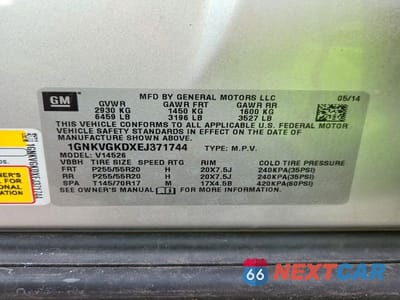 GM
MFD BY GENERAL MOTORS LLC
05/14
GVWR GAWR FRT GAWR RR
2930 KG 1450 KG 1600 KG
6459 LB 3196 LB 3527 LB
THIS VEHICLE CONFORMS TO ALL APPLICABLE U.S. FEDERAL MOTOR
VEHICLE SAFETY STANDARDS IN EFFECT ON THE DATE OF
MANUFACTURE SHOWN ABOVE.
1GNKVGKDXEJ371744 TYPE: M.P.V.
MODEL: V14526
VBBH TIRE SIZE SPEED RTG RIM COLD TIRE PRESSURE
FRT P255/55R20 H 20X7.5J 240KPA(35PSI)
RR P255/55R20 H 20X7.5J 240KPA(35PSI)
SPA T145/70R17 M 17X4.5B 420KPA(60PSI)
SEE OWNER'S MANUAL FOR MORE INFORMATION.
66 NEXTCAR